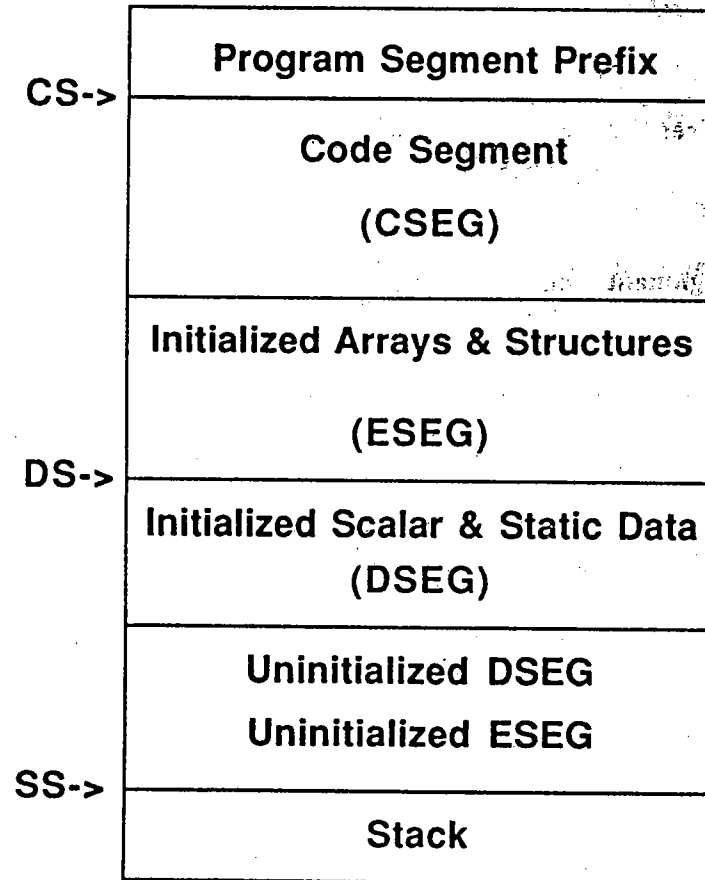 Program Segment Prefix
CS->
Code Segment
(CSEG)
Initialized Arrays & Structures
(ESEG)
DS->
Initialized Scalar & Static Data
(DSEG)
Uninitialized DSEG
Uninitialized ESEG
SS->
Stack